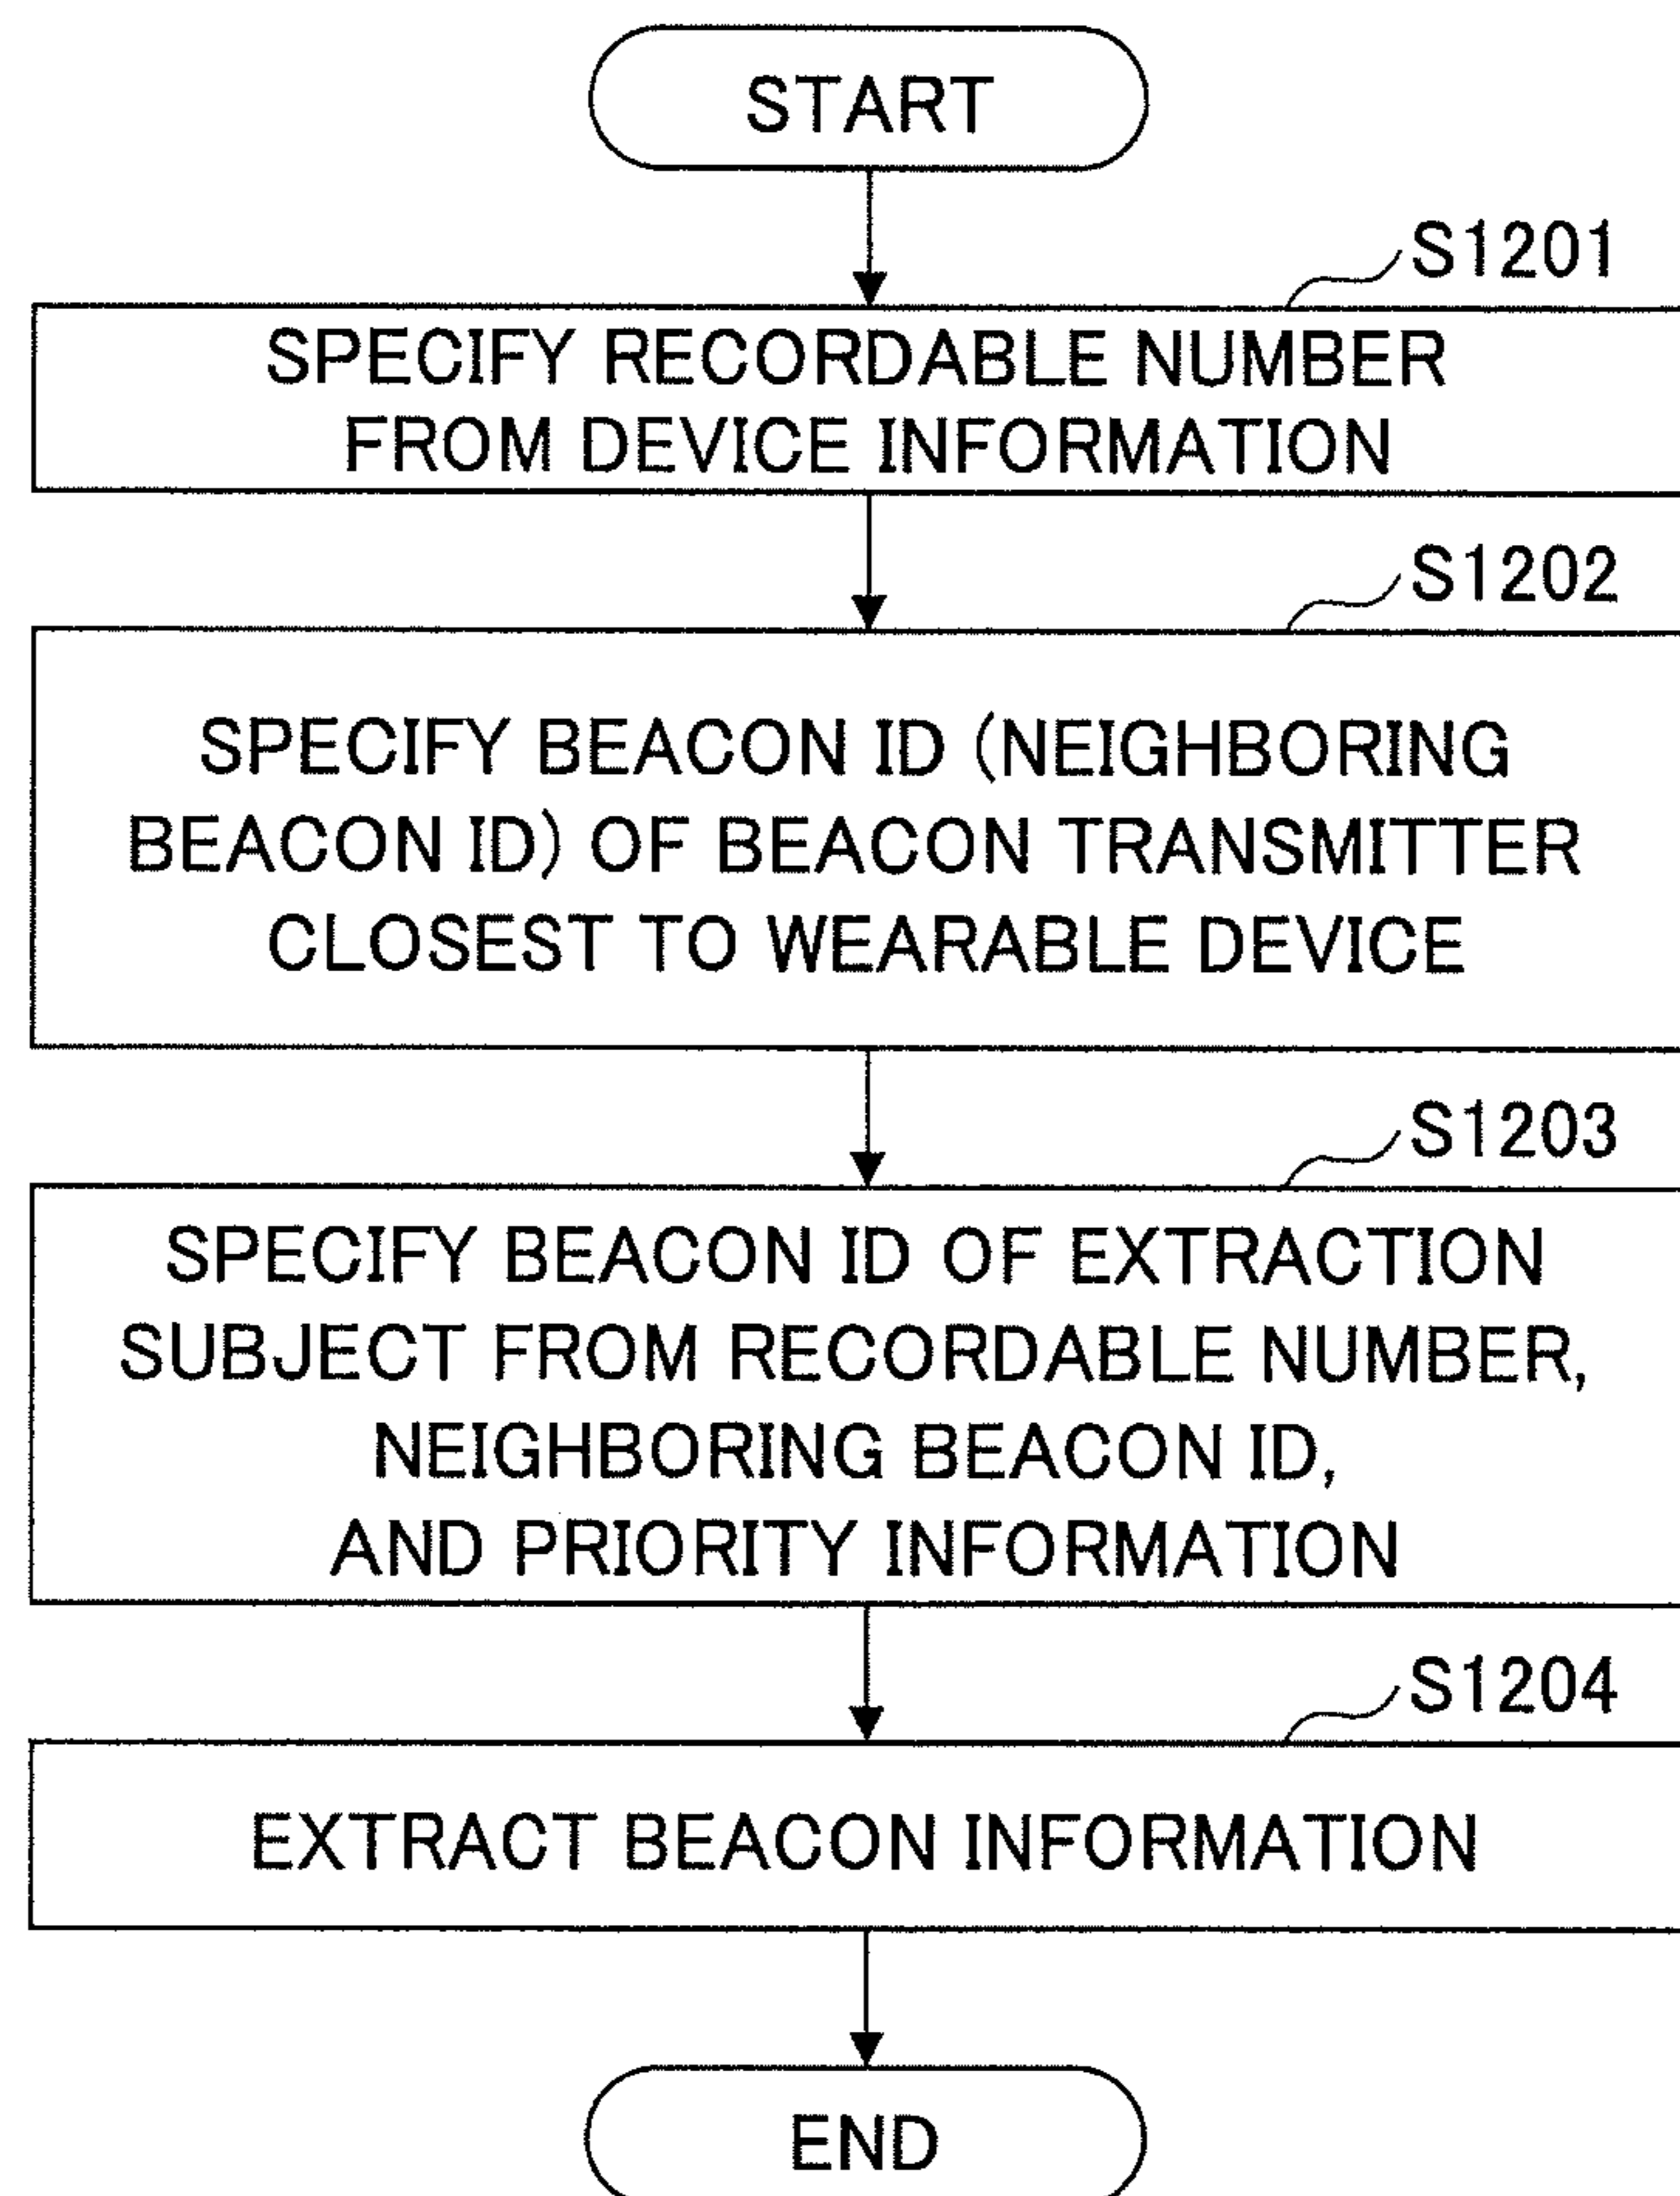 START
S1201
SPECIFY RECORDABLE NUMBER
FROM DEVICE INFORMATION
S1202
SPECIFY BEACON ID (NEIGHBORING
BEACON ID) OF BEACON TRANSMITTER
CLOSEST TO WEARABLE DEVICE
S1203
SPECIFY BEACON ID OF EXTRACTION
SUBJECT FROM RECORDABLE NUMBER,
NEIGHBORING BEACON ID,
AND PRIORITY INFORMATION
S1204
EXTRACT BEACON INFORMATION
END